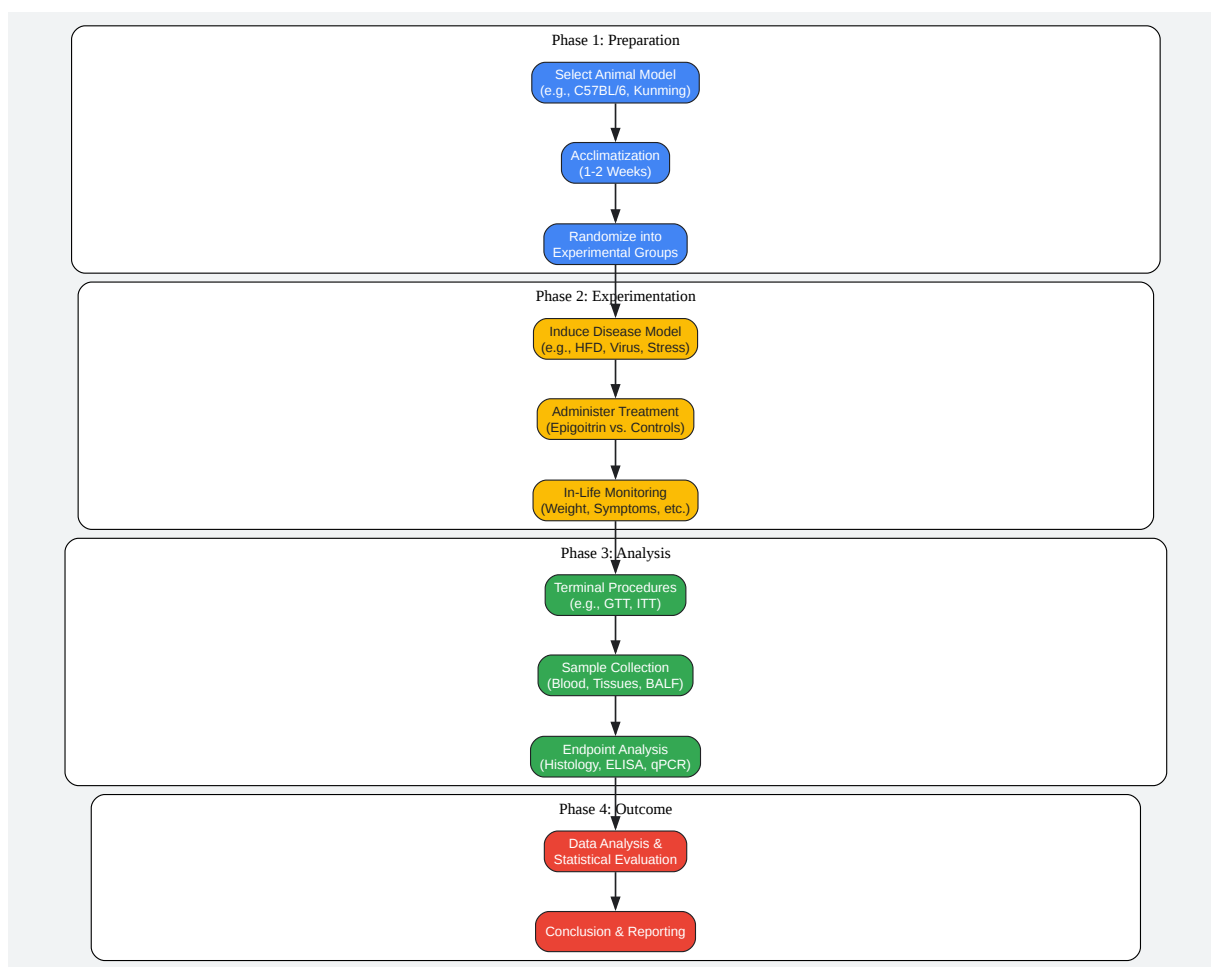 Phase 1: Preparation
Select Animal Model
(e.g., C57BL/6, Kunming)
Acclimatization
(1-2 Weeks)
Randomize into
Experimental Groups
Phase 2: Experimentation
Induce Disease Model
(e.g., HFD, Virus, Stress)
Administer Treatment
(Epigoitrin vs. Controls)
In-Life Monitoring
(Weight, Symptoms, etc.)
Phase 3: Analysis
Terminal Procedures
(e.g., GTT, ITT)
Sample Collection
(Blood, Tissues, BALF)
Endpoint Analysis
(Histology, ELISA, qPCR)
Phase 4: Outcome
Data Analysis &
Statistical Evaluation
Conclusion & Reporting